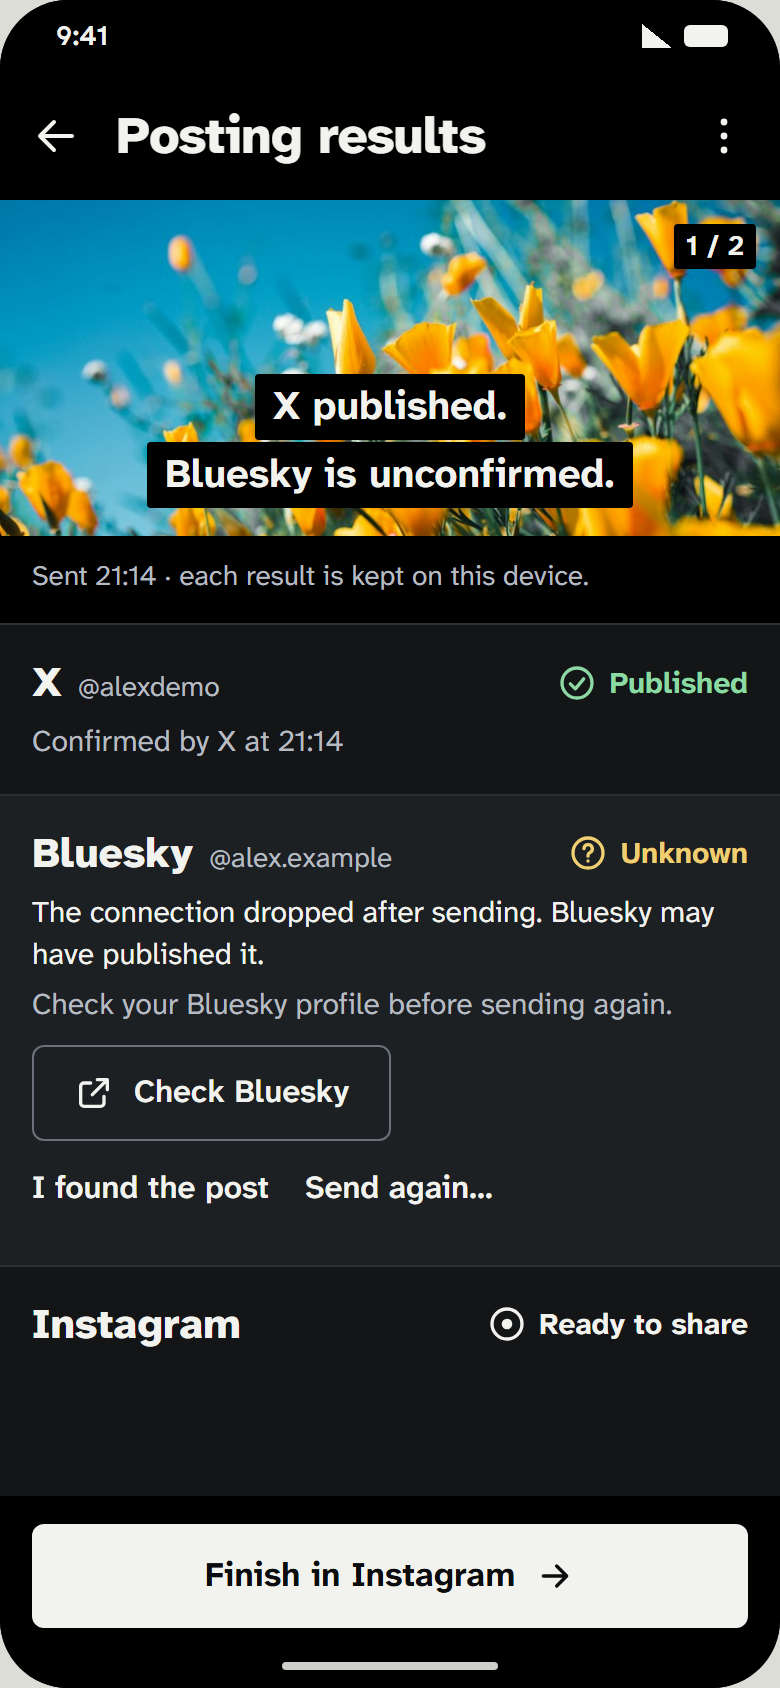 9:41
Posting results
1 / 2
X published.
Bluesky is unconfirmed.
Sent 21:14 · each result is kept on this device.
X @alexdemo Published
Confirmed by X at 21:14
Bluesky @alex.example Unknown
The connection dropped after sending. Bluesky may
have published it.
Check your Bluesky profile before sending again.
Check Bluesky
I found the post Send again...
Instagram Ready to share
Finish in Instagram →